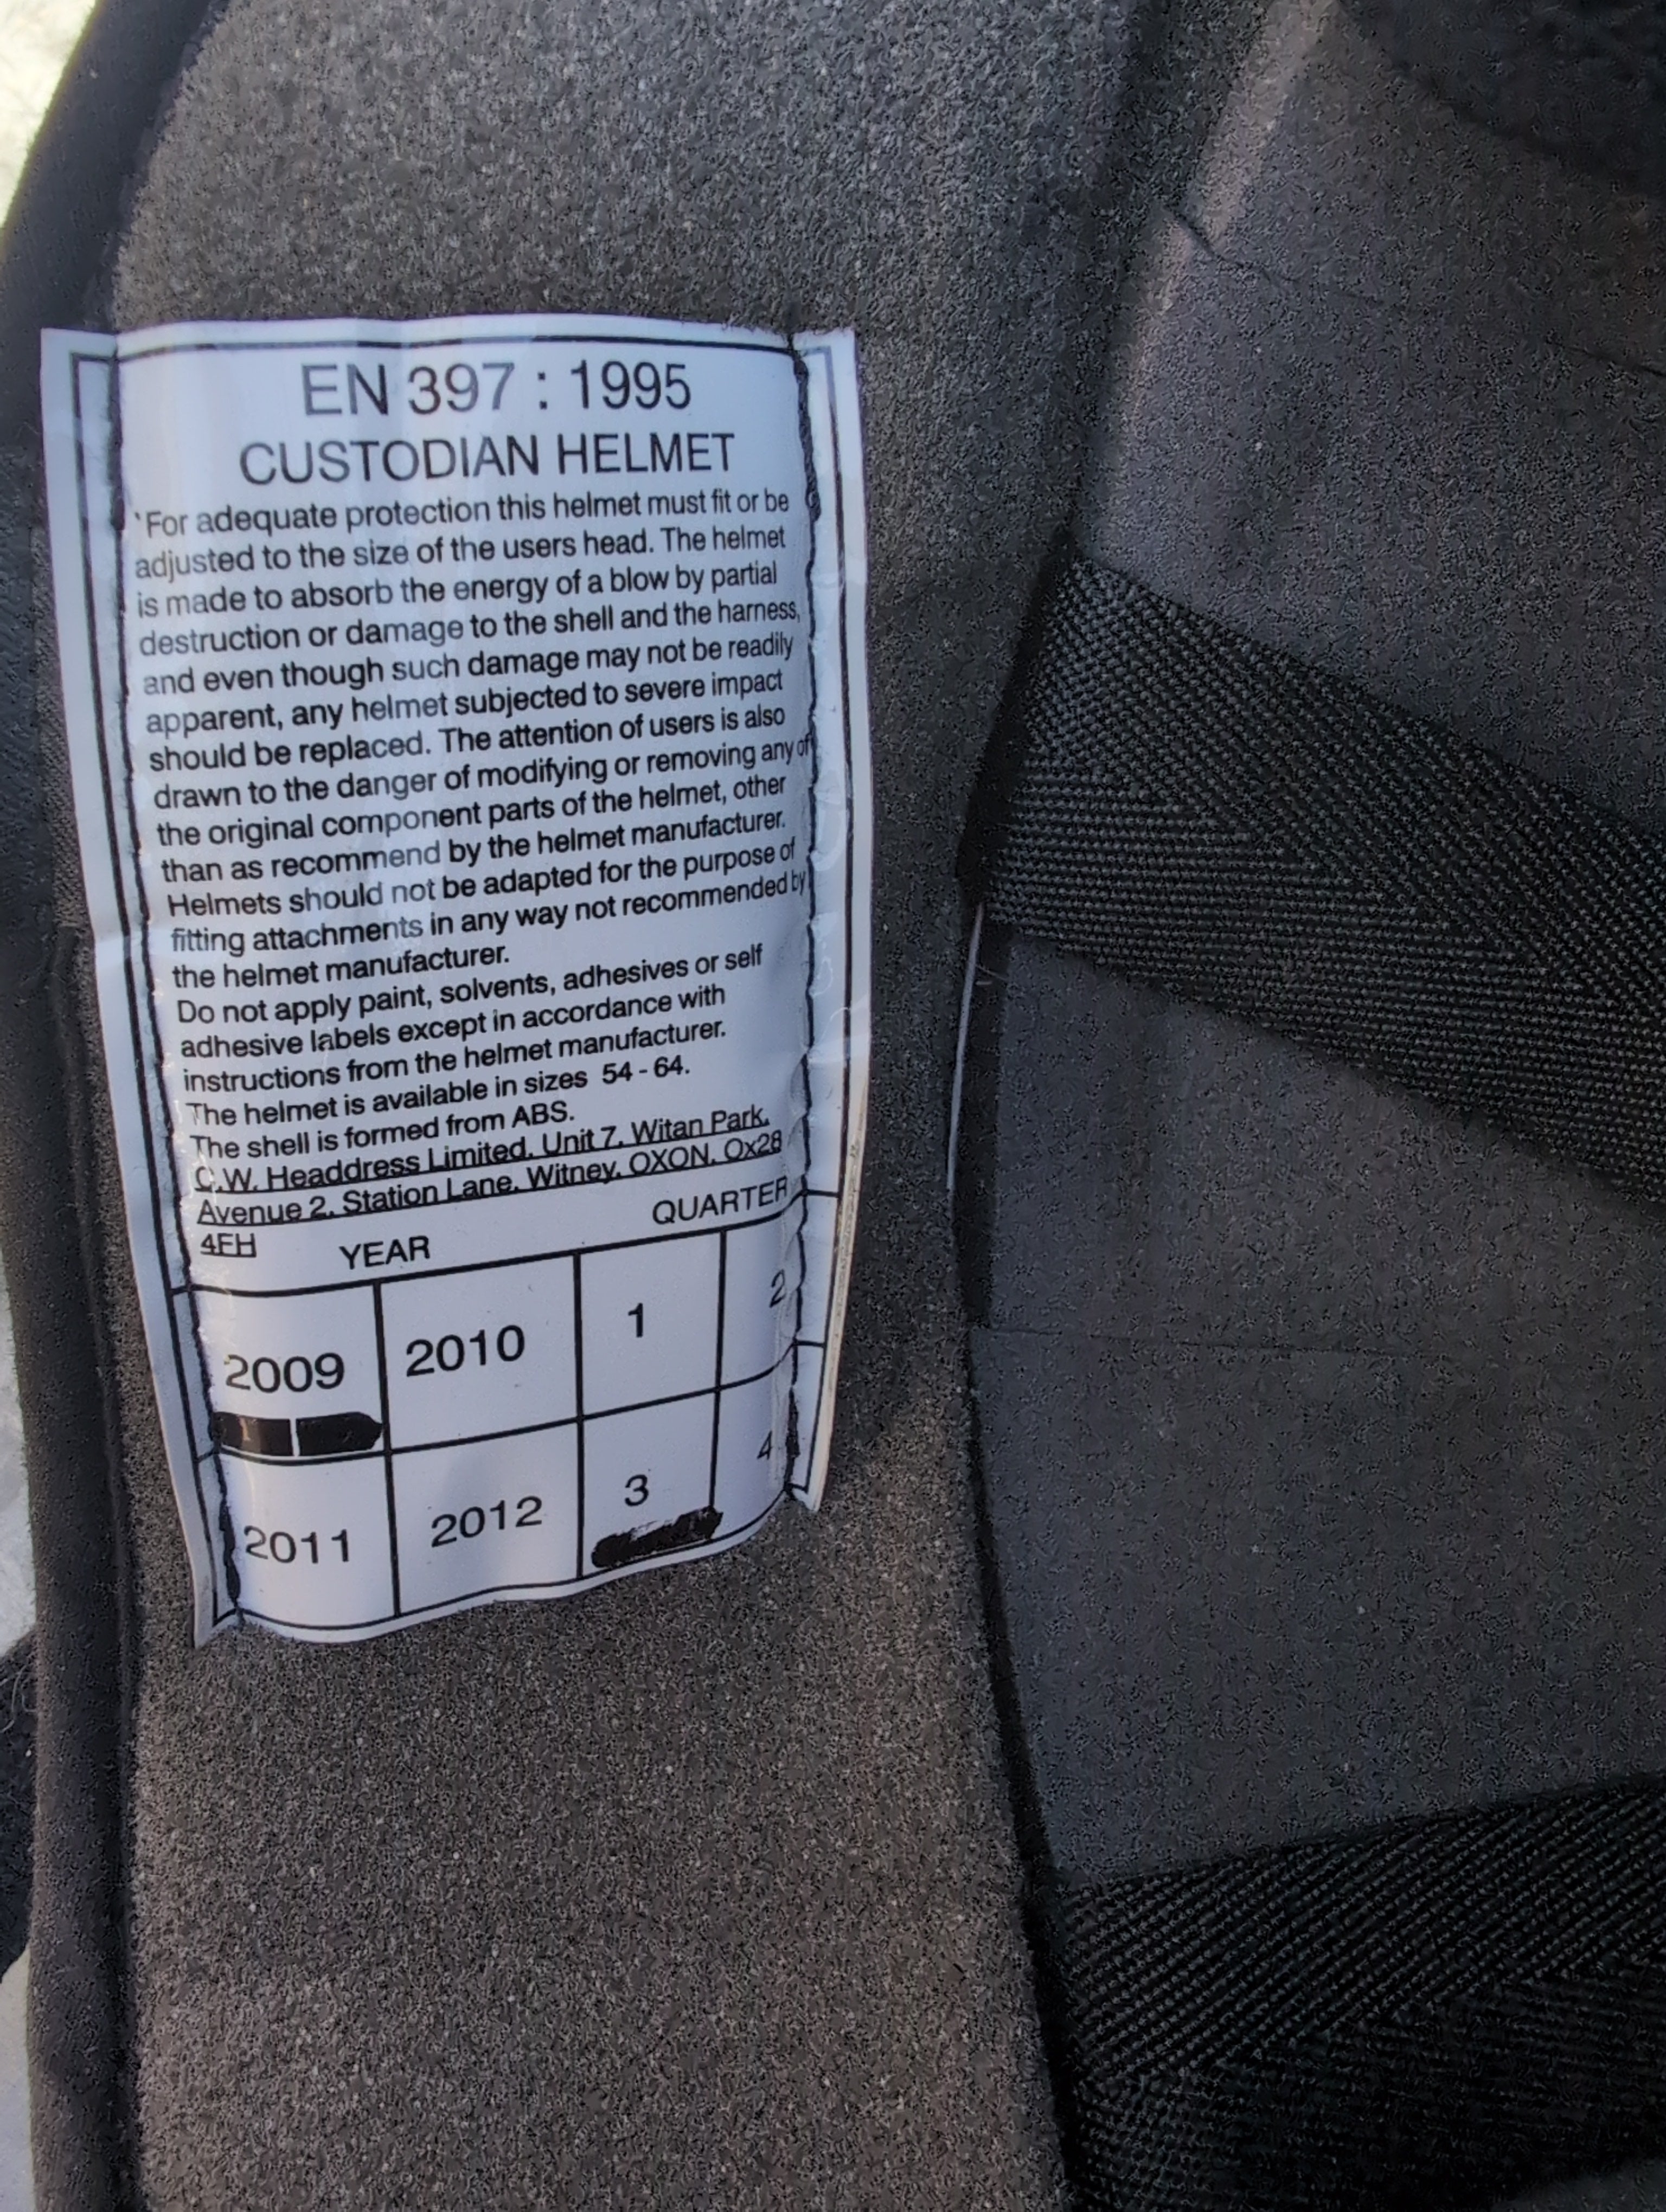 EN 397 : 1995
CUSTODIAN HELMET
'For adequate protection this helmet must fit or be
adjusted to the size of the users head. The helmet
is made to absorb the energy of a blow by partial
destruction or damage to the shell and the harness,
and even though such damage may not be readily
apparent, any helmet subjected to severe impact
should be replaced. The attention of users is also
drawn to the danger of modifying or removing any of
the original component parts of the helmet, other
than as recommend by the helmet manufacturer.
Helmets should not be adapted for the purpose of
fitting attachments in any way not recommended by
the helmet manufacturer.
Do not apply paint, solvents, adhesives or self
adhesive labels except in accordance with
instructions from the helmet manufacturer.
The helmet is available in sizes 54 - 64.
The shell is formed from ABS.
C.W. Headdress Limited, Unit 7, Witan Park,
Avenue 2, Station Lane, Witney, OXON, Ox28
4FH
YEAR QUARTER
2009 2010 1 2
2011 2012 3 4